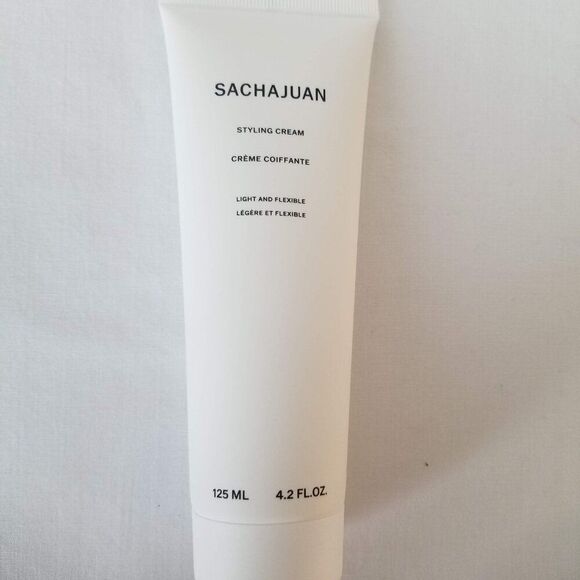 SACHAJUAN
STYLING CREAM
CRÈME COIFFANTE
LIGHT AND FLEXIBLE
LÉGÈRE ET FLEXIBLE
125 ML 4.2 FL.OZ.